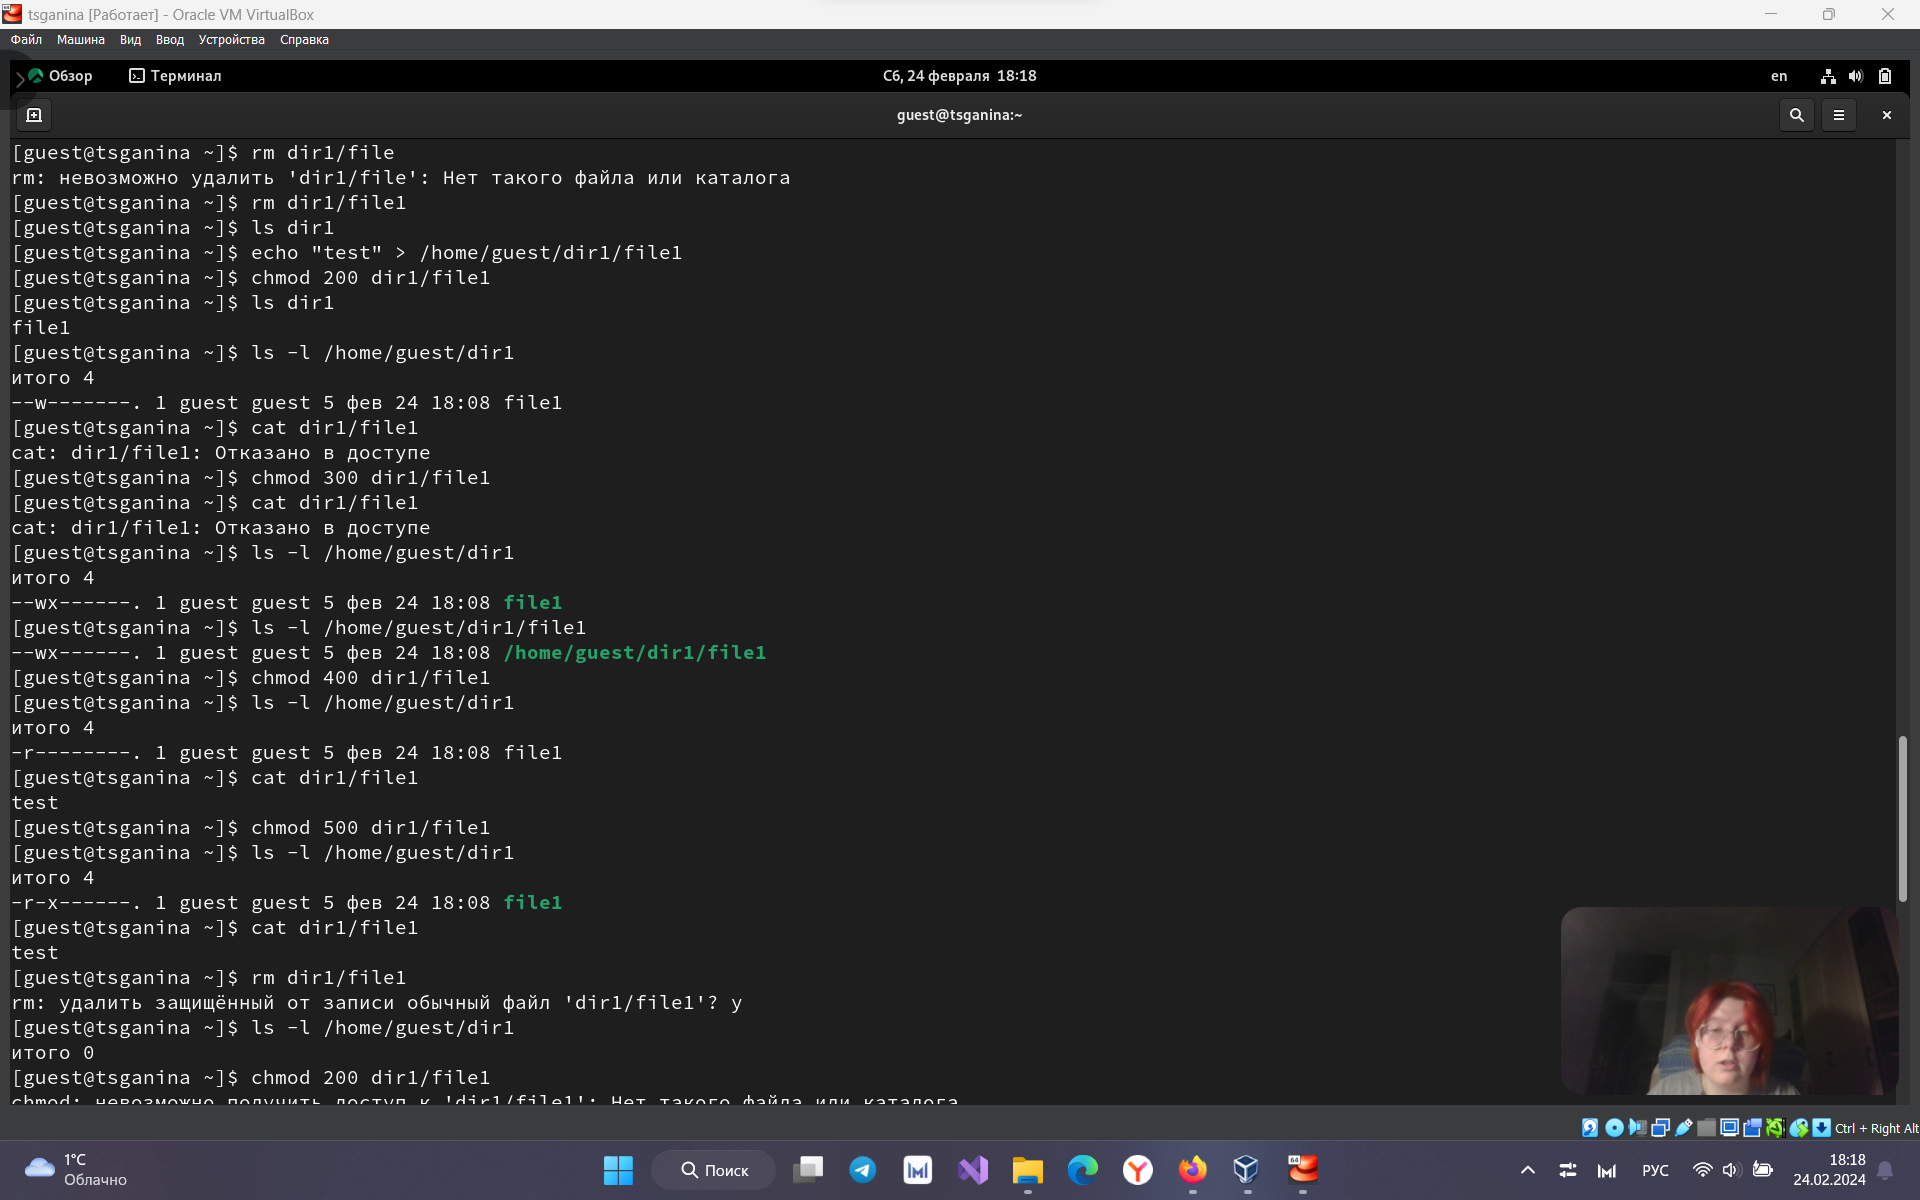 tsganina [Работает] - Oracle VM VirtualBox
Файл Машина Вид Ввод Устройства Справка
Обзор Терминал Сб, 24 февраля 18:18 en
guest@tsganina:~
[guest@tsganina ~]$ rm dir1/file
rm: невозможно удалить 'dir1/file': Нет такого файла или каталога
[guest@tsganina ~]$ rm dir1/file1
[guest@tsganina ~]$ ls dir1
[guest@tsganina ~]$ echo "test" > /home/guest/dir1/file1
[guest@tsganina ~]$ chmod 200 dir1/file1
[guest@tsganina ~]$ ls dir1
file1
[guest@tsganina ~]$ ls -l /home/guest/dir1
итого 4
--w-------. 1 guest guest 5 фев 24 18:08 file1
[guest@tsganina ~]$ cat dir1/file1
cat: dir1/file1: Отказано в доступе
[guest@tsganina ~]$ chmod 300 dir1/file1
[guest@tsganina ~]$ cat dir1/file1
cat: dir1/file1: Отказано в доступе
[guest@tsganina ~]$ ls -l /home/guest/dir1
итого 4
--wx------. 1 guest guest 5 фев 24 18:08 file1
[guest@tsganina ~]$ ls -l /home/guest/dir1/file1
--wx------. 1 guest guest 5 фев 24 18:08 /home/guest/dir1/file1
[guest@tsganina ~]$ chmod 400 dir1/file1
[guest@tsganina ~]$ ls -l /home/guest/dir1
итого 4
-r--------. 1 guest guest 5 фев 24 18:08 file1
[guest@tsganina ~]$ cat dir1/file1
test
[guest@tsganina ~]$ chmod 500 dir1/file1
[guest@tsganina ~]$ ls -l /home/guest/dir1
итого 4
-r-x------. 1 guest guest 5 фев 24 18:08 file1
[guest@tsganina ~]$ cat dir1/file1
test
[guest@tsganina ~]$ rm dir1/file1
rm: удалить защищённый от записи обычный файл 'dir1/file1'? y
[guest@tsganina ~]$ ls -l /home/guest/dir1
итого 0
[guest@tsganina ~]$ chmod 200 dir1/file1
chmod: невозможно получить доступ к 'dir1/file1': Нет такого файла или каталога
Ctrl + Right Alt
1°C
Облачно
Поиск
РУС
18:18
24.02.2024